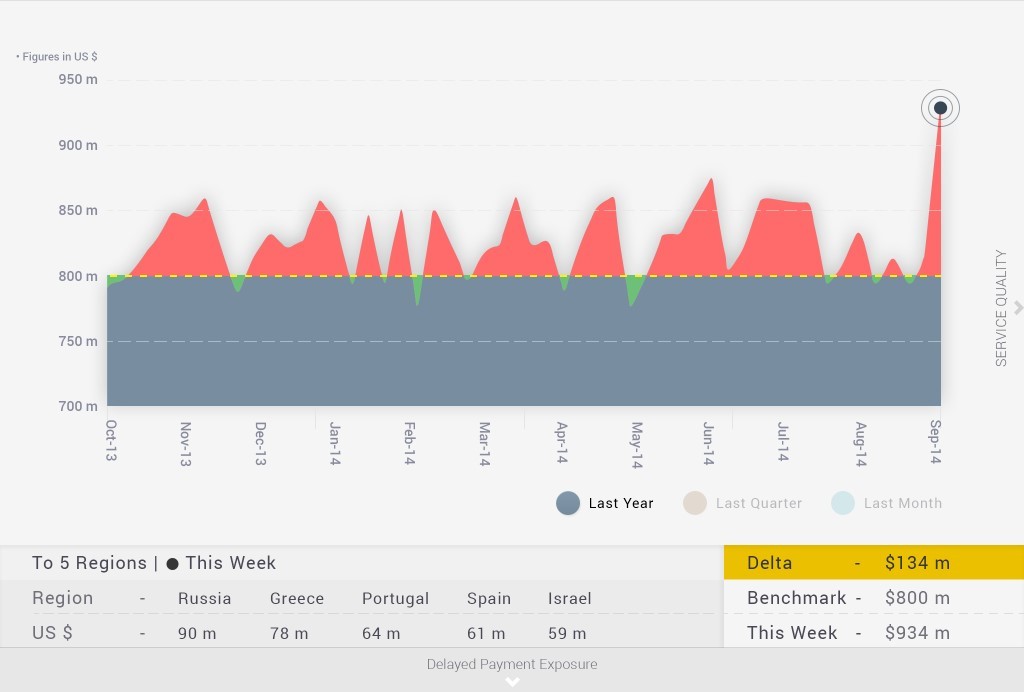 • Figures in US $
950 m
900 m
850 m
800 m
750 m
700 m
Oct-13
Nov-13
Dec-13
Jan-14
Feb-14
Mar-14
Apr-14
May-14
Jun-14
Jul-14
Aug-14
Sep-14
SERVICE QUALITY
Last Year
Last Quarter
Last Month
To 5 Regions | ● This Week
Region - Russia Greece Portugal Spain Israel
US $ - 90 m 78 m 64 m 61 m 59 m
Delta - $134 m
Benchmark - $800 m
This Week - $934 m
Delayed Payment Exposure